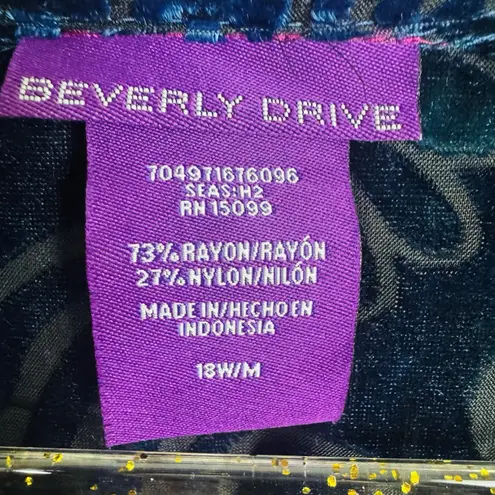 BEVERLY DRIVE
704971676096
SEAS:H2
RN 15099
73% RAYON/RAYÓN
27% NYLON/NILÓN
MADE IN/HECHO EN
INDONESIA
18W/M